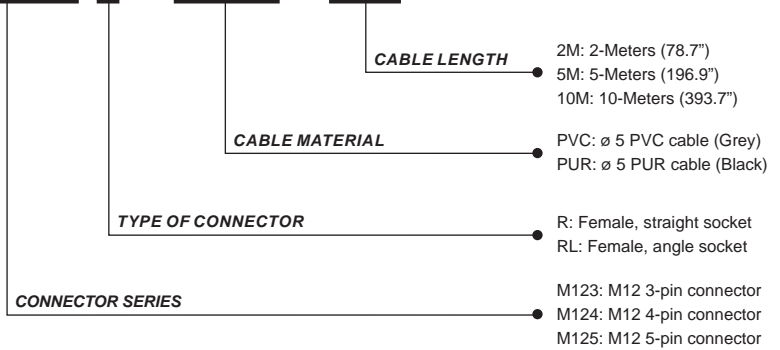 CABLE LENGTH
2M: 2-Meters (78.7”)
5M: 5-Meters (196.9”)
10M: 10-Meters (393.7”)
CABLE MATERIAL
PVC: ø 5 PVC cable (Grey)
PUR: ø 5 PUR cable (Black)
TYPE OF CONNECTOR
R: Female, straight socket
RL: Female, angle socket
CONNECTOR SERIES
M123: M12 3-pin connector
M124: M12 4-pin connector
M125: M12 5-pin connector